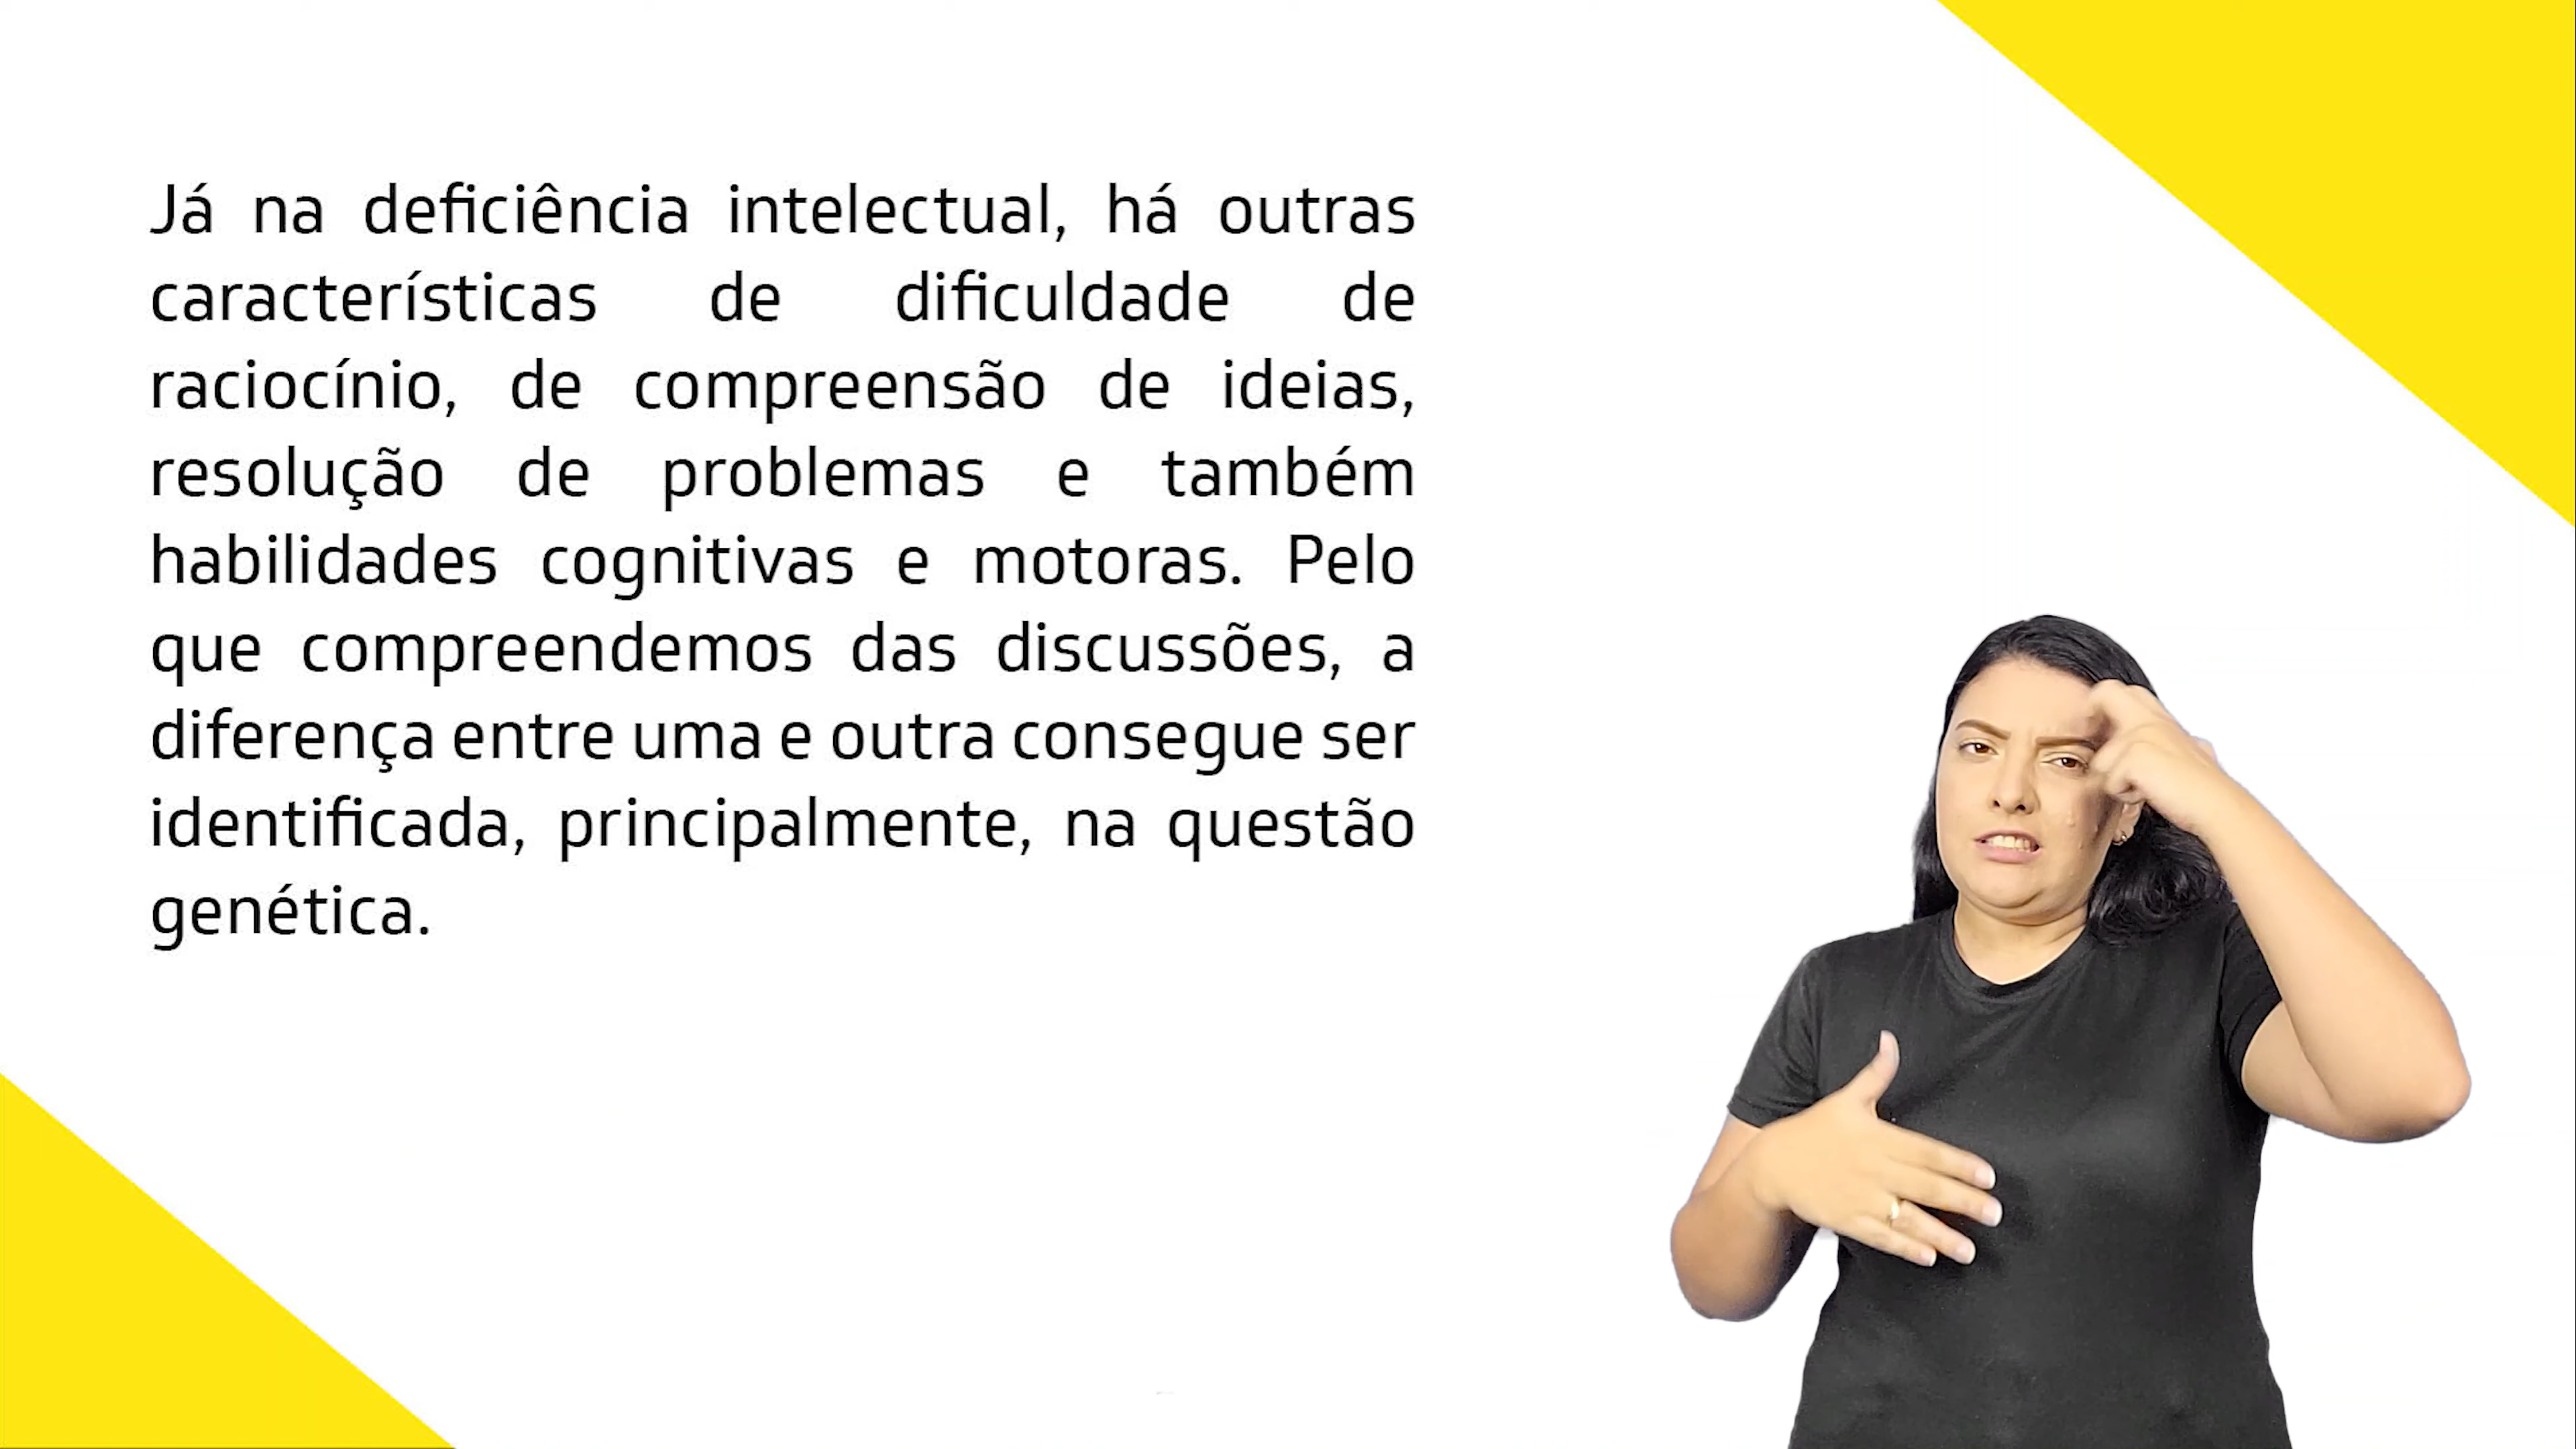 Já na deficiência intelectual, há outras
características de dificuldade de
raciocínio, de compreensão de ideias,
resolução de problemas e também
habilidades cognitivas e motoras. Pelo
que compreendemos das discussões, a
diferença entre uma e outra consegue ser
identificada, principalmente, na questão
genética.